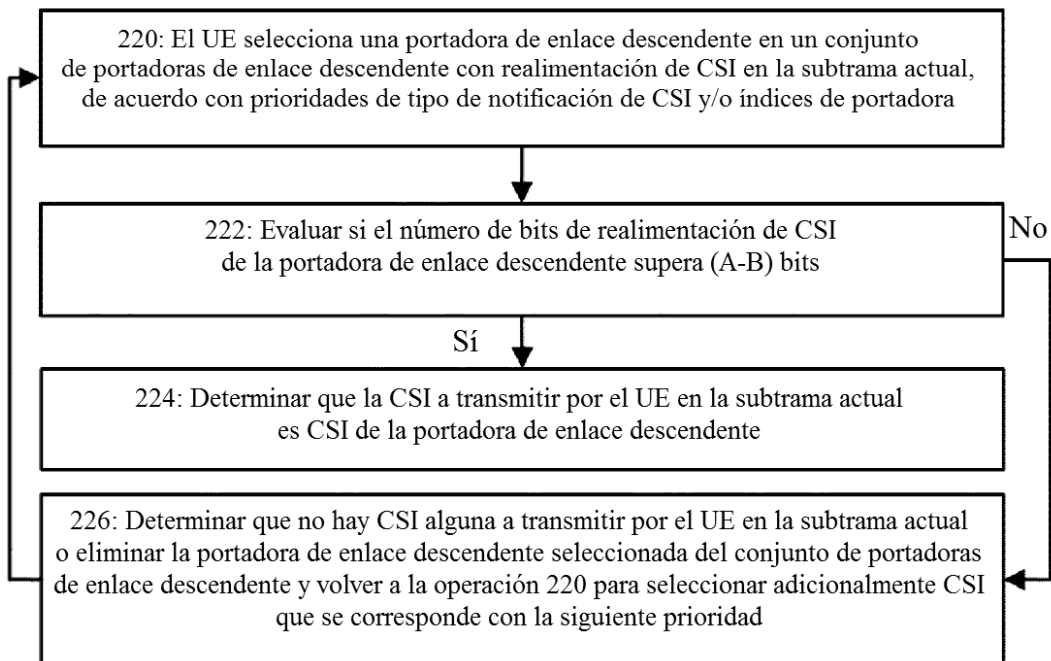 220: El UE selecciona una portadora de enlace descendente en un conjunto
de portadoras de enlace descendente con realimentación de CSI en la subtrama actual,
de acuerdo con prioridades de tipo de notificación de CSI y/o índices de portadora
222: Evaluar si el número de bits de realimentación de CSI
de la portadora de enlace descendente supera (A-B) bits
No
Sí
224: Determinar que la CSI a transmitir por el UE en la subtrama actual
es CSI de la portadora de enlace descendente
226: Determinar que no hay CSI alguna a transmitir por el UE en la subtrama actual
o eliminar la portadora de enlace descendente seleccionada del conjunto de portadoras
de enlace descendente y volver a la operación 220 para seleccionar adicionalmente CSI
que se corresponde con la siguiente prioridad